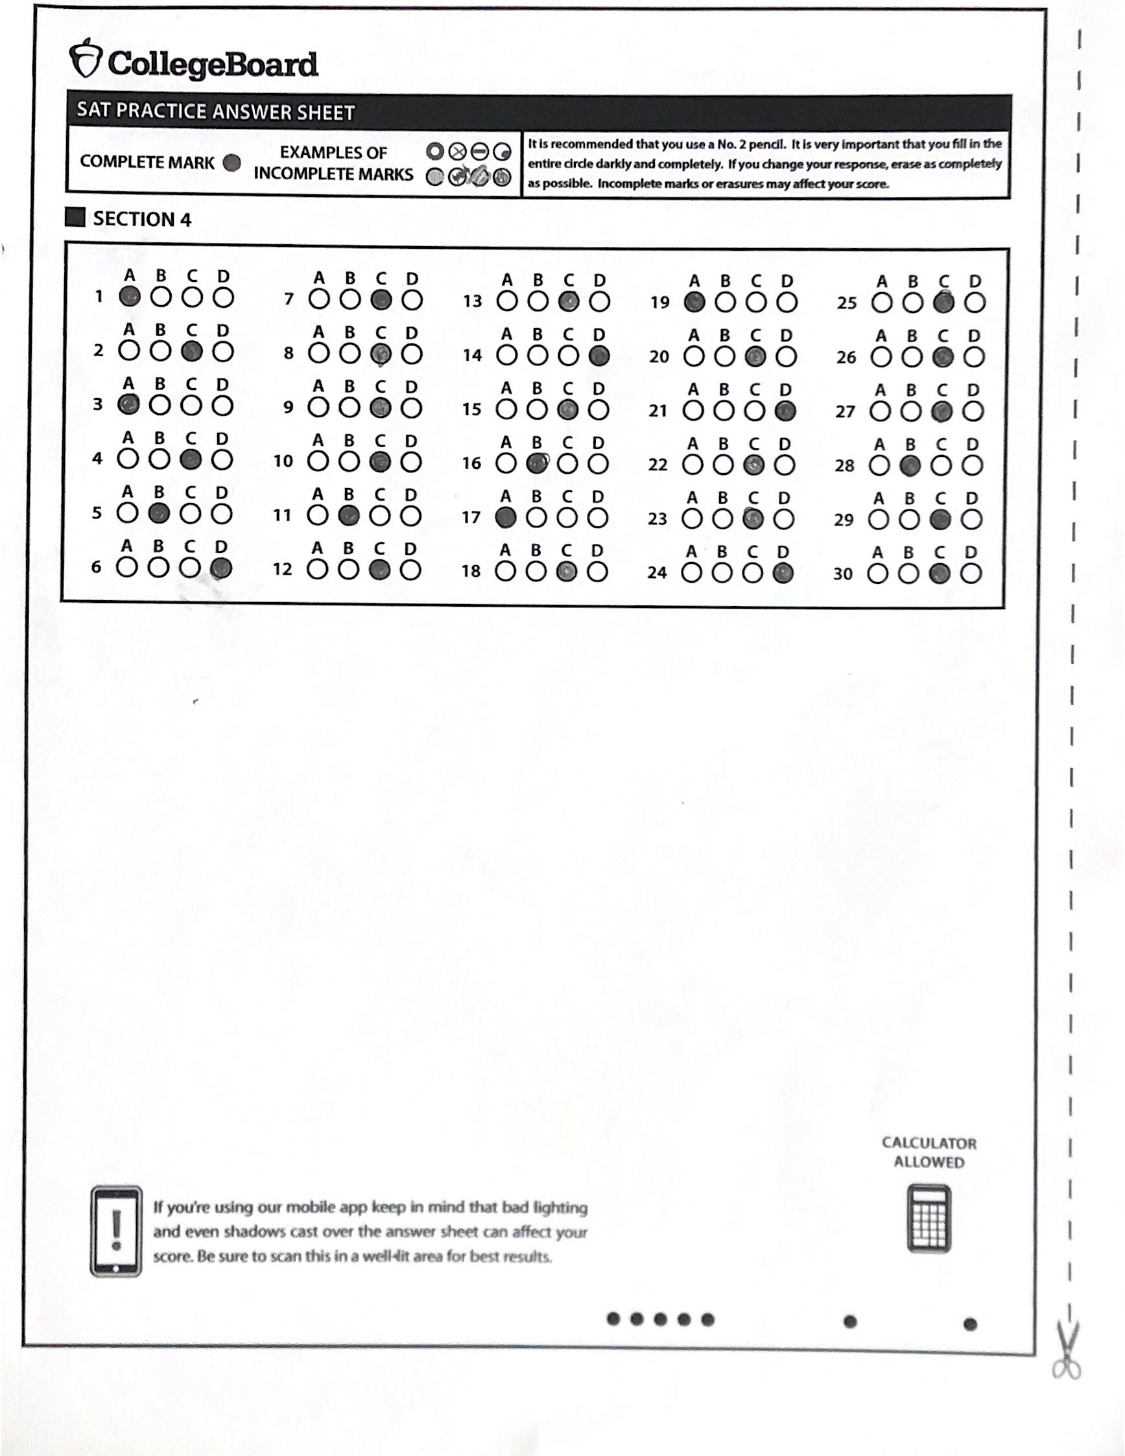 CollegeBoard
SAT PRACTICE ANSWER SHEET
COMPLETE MARK
EXAMPLES OF
INCOMPLETE MARKS
It is recommended that you use a No. 2 pencil. It is very important that you fill in the
entire circle darkly and completely. If you change your response, erase as completely
as possible. Incomplete marks or erasures may affect your score.
SECTION 4
A B C D A B C D A B C D A B C D A B C D
1 7 13 19 25
A B C D A B C D A B C D A B C D A B C D
2 8 14 20 26
A B C D A B C D A B C D A B C D A B C D
3 9 15 21 27
A B C D A B C D A B C D A B C D A B C D
4 10 16 22 28
A B C D A B C D A B C D A B C D A B C D
5 11 17 23 29
A B C D A B C D A B C D A B C D A B C D
6 12 18 24 30
CALCULATOR
ALLOWED
If you're using our mobile app keep in mind that bad lighting
and even shadows cast over the answer sheet can affect your
score. Be sure to scan this in a well-lit area for best results.